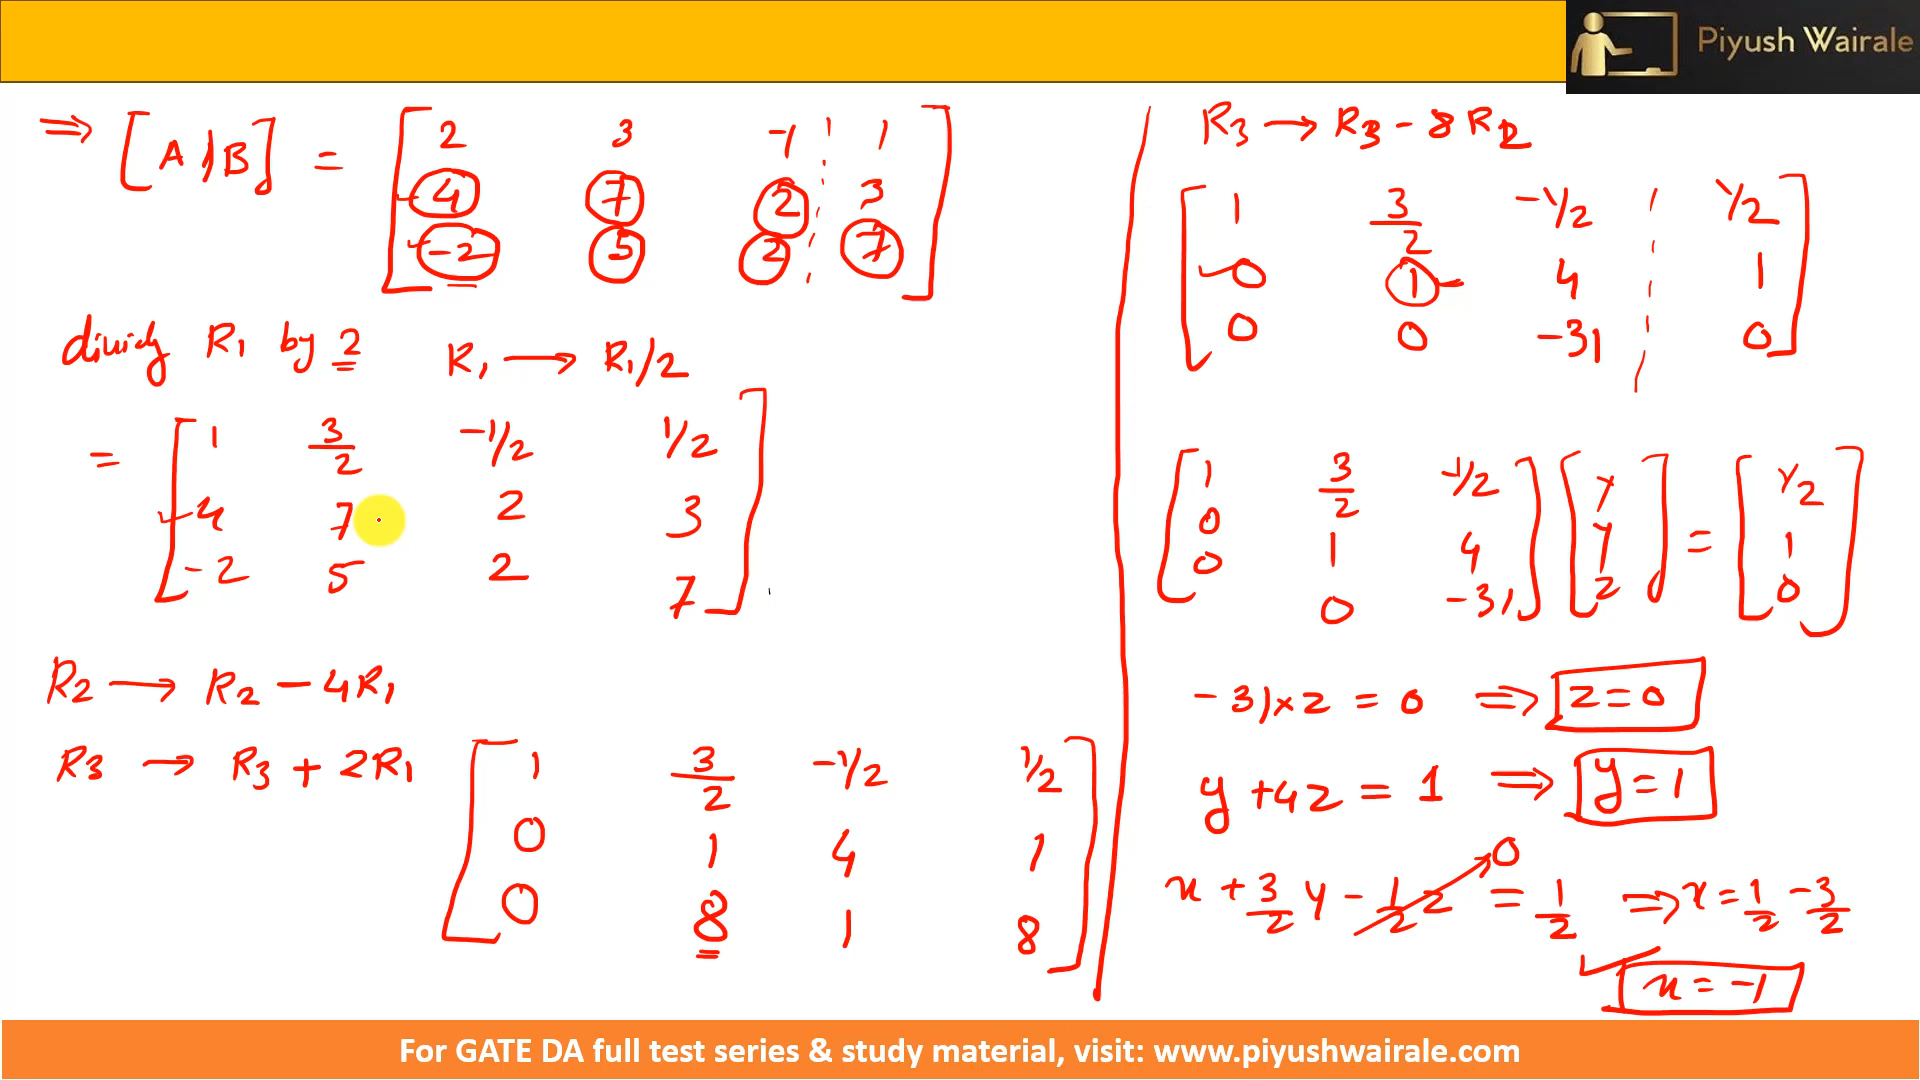 Piyush Wairale
⇒ [A|B] = [ 2 3 -1 ¦ 1
4 7 2 ¦ 3
-2 5 2 ¦ 7 ]
dividy R1 by 2 R1 → R1/2
= [ 1 3/2 -1/2 1/2
4 7 2 3
-2 5 2 7 ]
R2 → R2 - 4R1
R3 → R3 + 2R1
[ 1 3/2 -1/2 1/2
0 1 4 1
0 8 1 8 ]
R3 → R3 - 8R2
[ 1 3/2 -1/2 ¦ 1/2
0 1 4 ¦ 1
0 0 -31 ¦ 0 ]
[ 1 3/2 -1/2 ] [ x ] = [ 1/2 ]
[ 0 1 4 ] [ y ] [ 1 ]
[ 0 0 -31 ] [ z ] [ 0 ]
-31 × z = 0 ⇒ z = 0
y + 4z = 1 ⇒ y = 1
x + 3/2 y - 1/2 z → 0 = 1/2 ⇒ x = 1/2 - 3/2
x = -1
For GATE DA full test series & study material, visit: www.piyushwairale.com